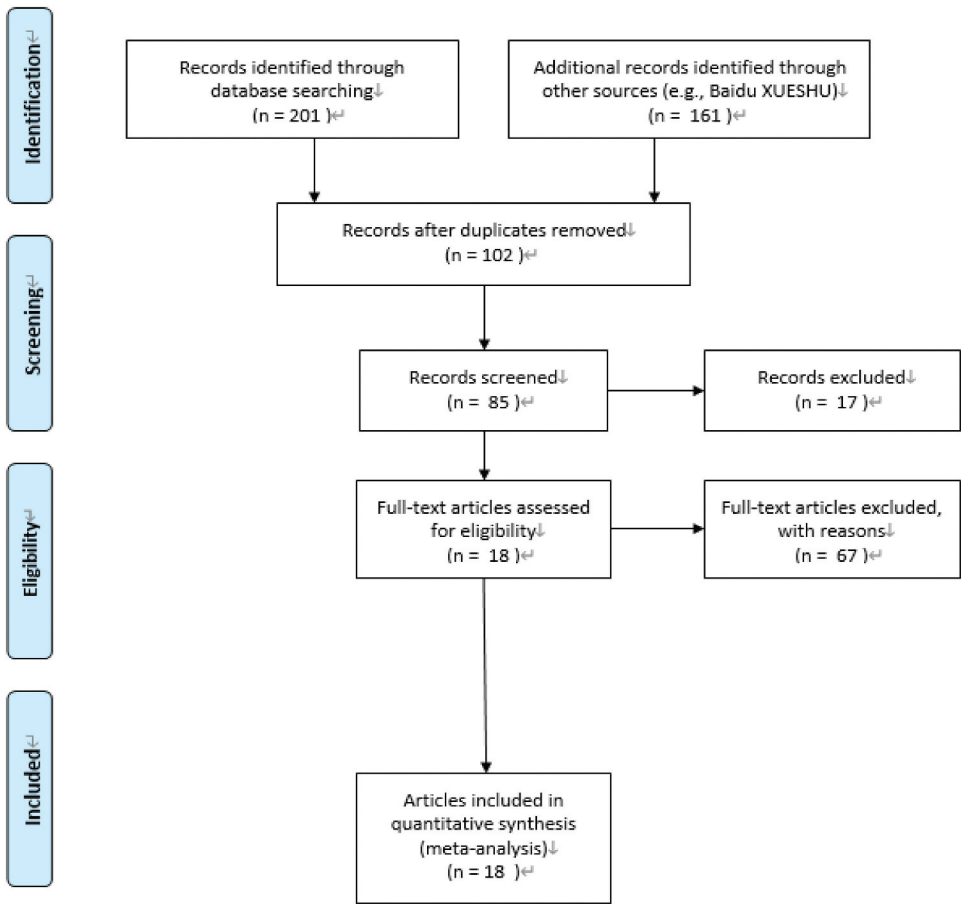 Identification↵
Records identified through
database searching↓
(n = 201 )↵
Additional records identified through
other sources (e.g., Baidu XUESHU)↓
(n =  161 )↵
Records after duplicates removed↓
(n = 102 )↵
Screening↵
Records screened↓
(n =  85 )↵
Records excluded↓
(n =  17 )↵
Eligibility↵
Full-text articles assessed
for eligibility↓
(n =  18 )↵
Full-text articles excluded,
with reasons↓
(n =  67 )↵
Included↵
Articles included in
quantitative synthesis
(meta-analysis)↓
(n = 18  )↵